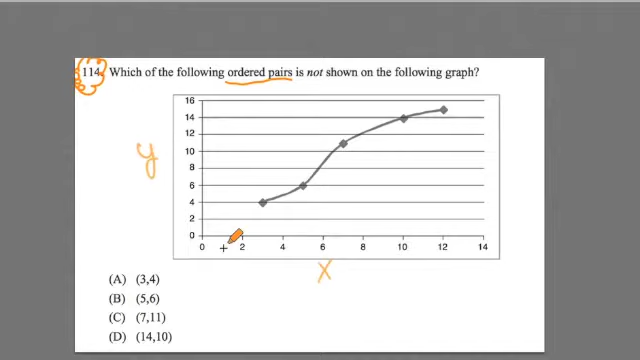 114. Which of the following ordered pairs is not shown on the following graph?
16
14
12
10
8
6
4
2
0
0 2 4 6 8 10 12 14
y
x
(A) (3,4)
(B) (5,6)
(C) (7,11)
(D) (14,10)